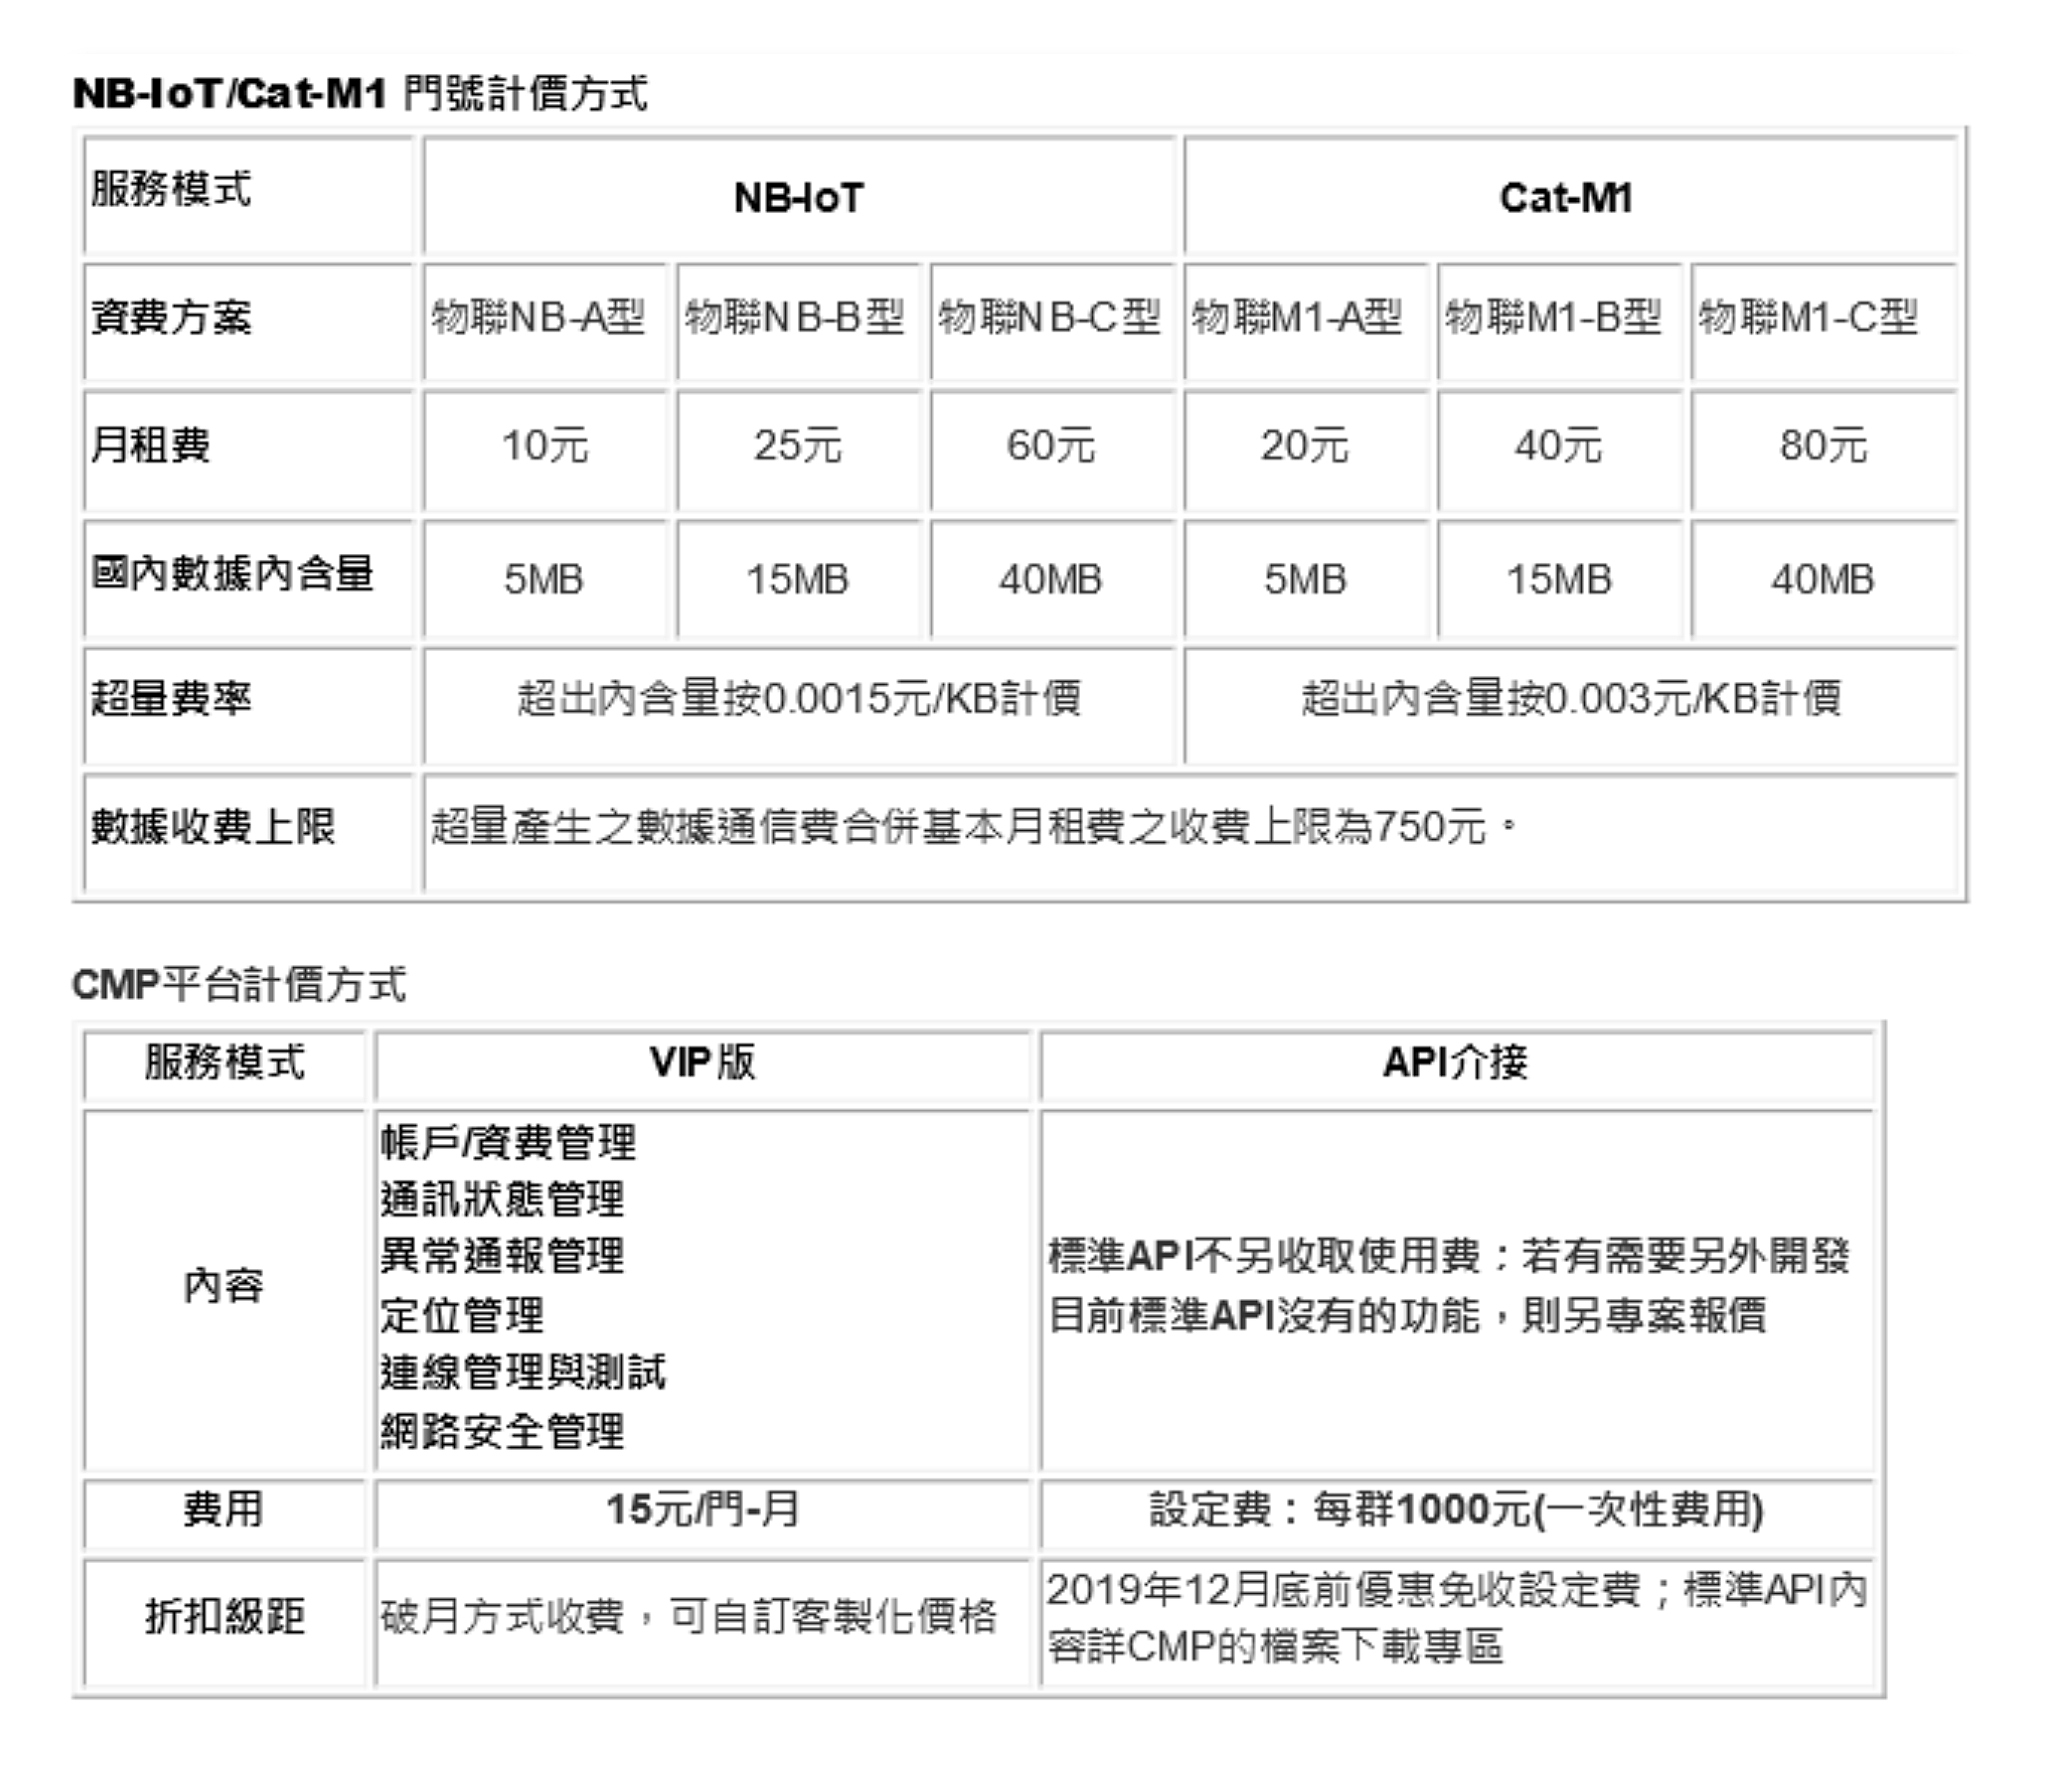 NB-IoT/Cat-M1 門號計價方式
服務模式 NB-IoT Cat-M1
資費方案 物聯NB-A型 物聯NB-B型 物聯NB-C型 物聯M1-A型 物聯M1-B型 物聯M1-C型
月租費 10元 25元 60元 20元 40元 80元
國內數據內含量 5MB 15MB 40MB 5MB 15MB 40MB
超量費率 超出內含量按0.0015元/KB計價 超出內含量按0.003元/KB計價
數據收費上限 超量產生之數據通信費合併基本月租費之收費上限為750元。
CMP平台計價方式
服務模式 VIP版 API介接
內容
帳戶/資費管理
通訊狀態管理
異常通報管理
定位管理
連線管理與測試
網路安全管理
標準API不另收取使用費；若有需要另外開發
目前標準API沒有的功能，則另專案報價
費用 15元/門-月 設定費：每群1000元(一次性費用)
折扣級距 破月方式收費，可自訂客製化價格
2019年12月底前優惠免收設定費；標準API內
容詳CMP的檔案下載專區